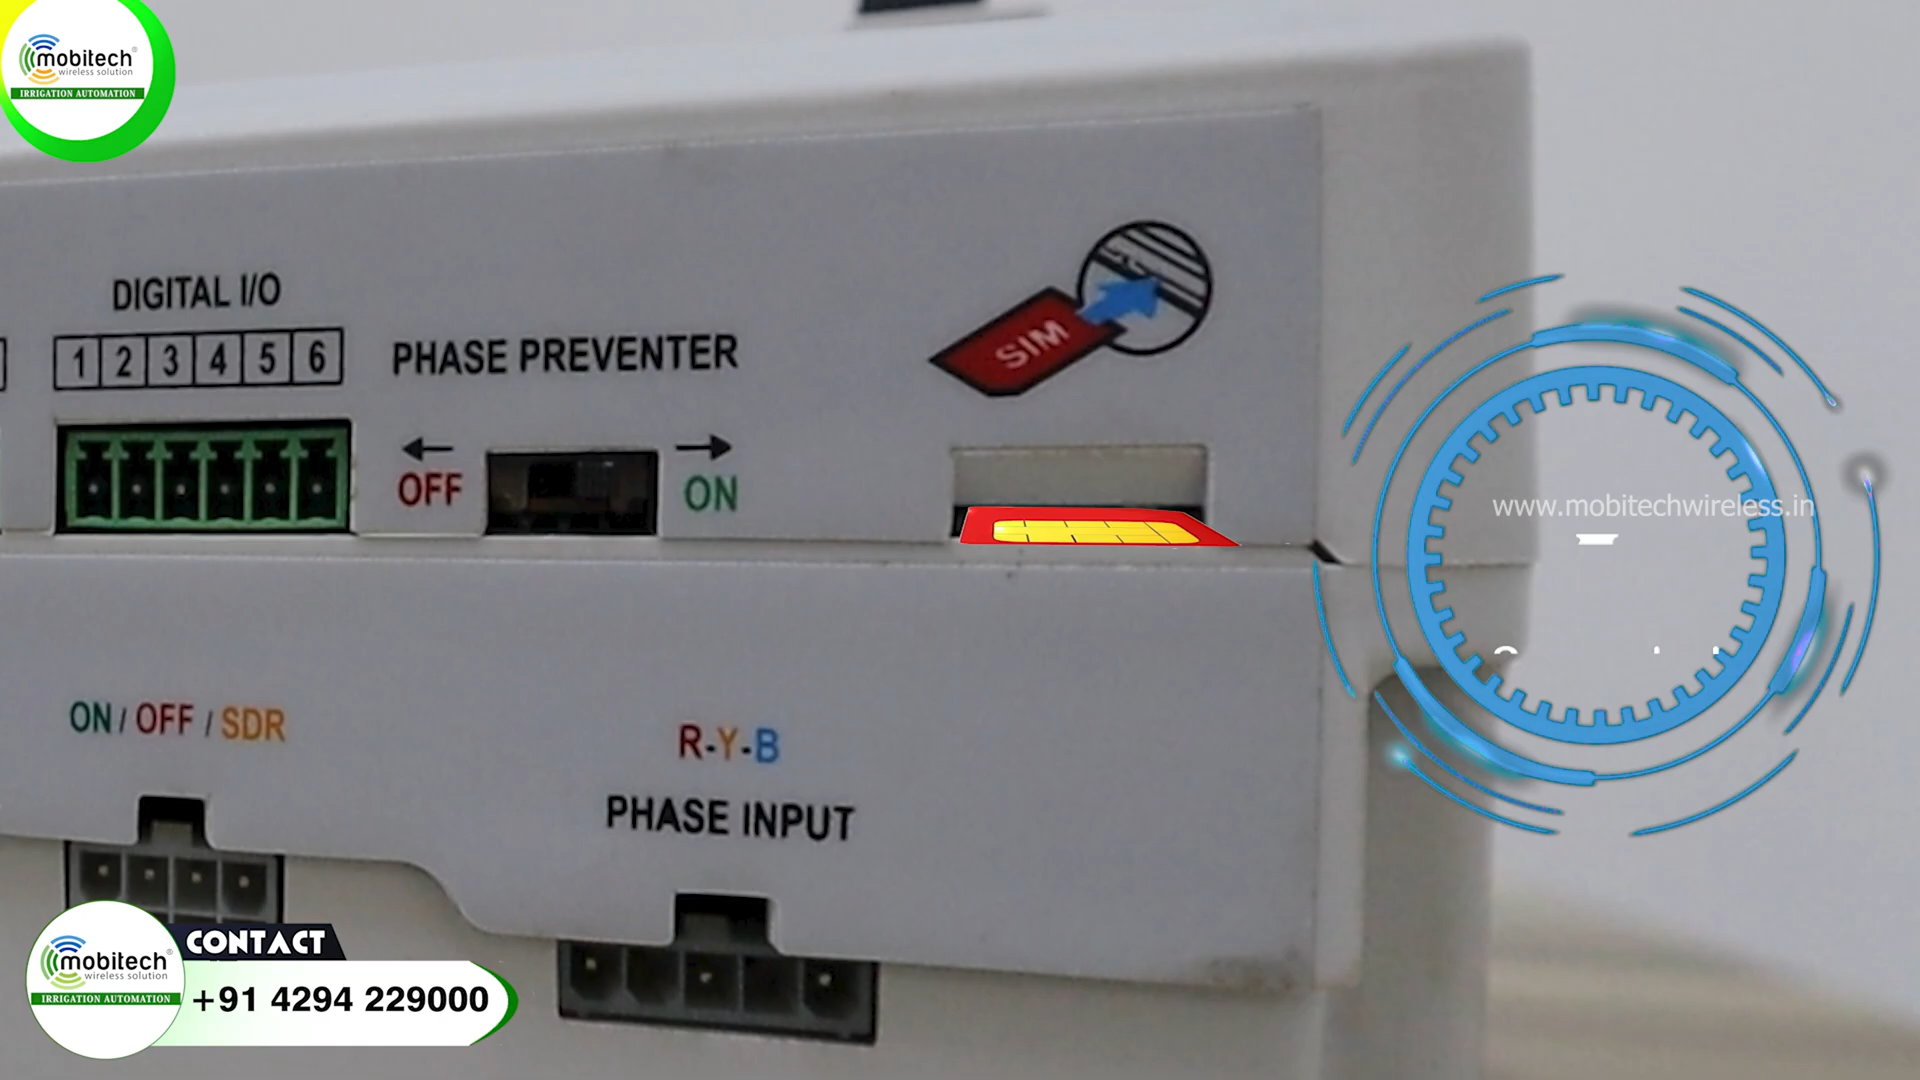 mobitech
wireless solution
IRRIGATION AUTOMATION
DIGITAL I/O
1 2 3 4 5 6
PHASE PREVENTER
OFF
ON
SIM
www.mobitechwireless.in
ON / OFF / SDR
R-Y-B
PHASE INPUT
mobitech
wireless solution
IRRIGATION AUTOMATION
CONTACT
+91 4294 229000